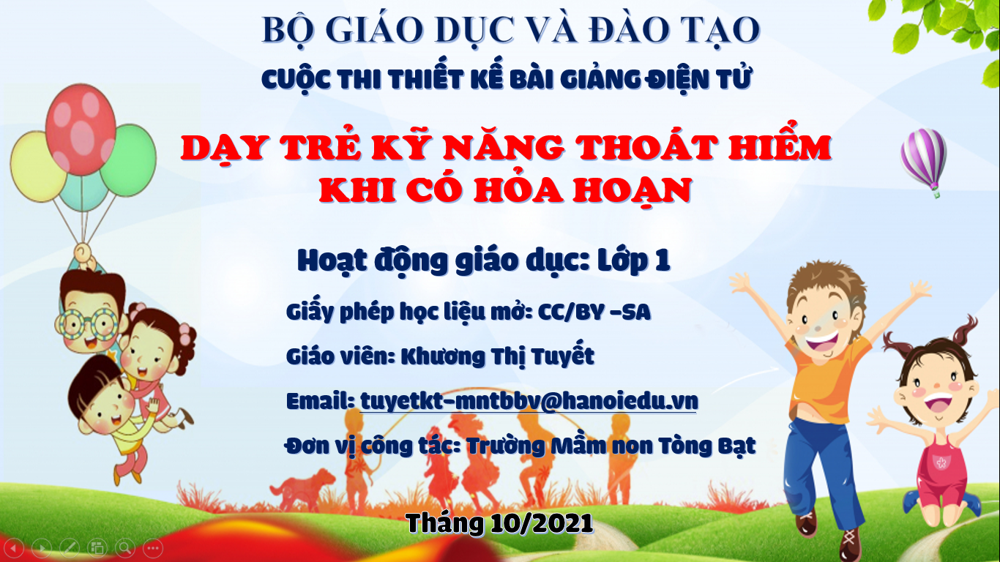 BỘ GIÁO DỤC VÀ ĐÀO TẠO
CUỘC THI THIẾT KẾ BÀI GIẢNG ĐIỆN TỬ
DẠY TRẺ KỸ NĂNG THOÁT HIỂM
KHI CÓ HỎA HOẠN
Hoạt động giáo dục: Lớp 1
Giấy phép học liệu mở: CC/BY -SA
Giáo viên: Khương Thị Tuyết
Email: tuyetkt-mntbbv@hanoiedu.vn
Đơn vị công tác: Trường Mầm non Tòng Bạt
Tháng 10/2021